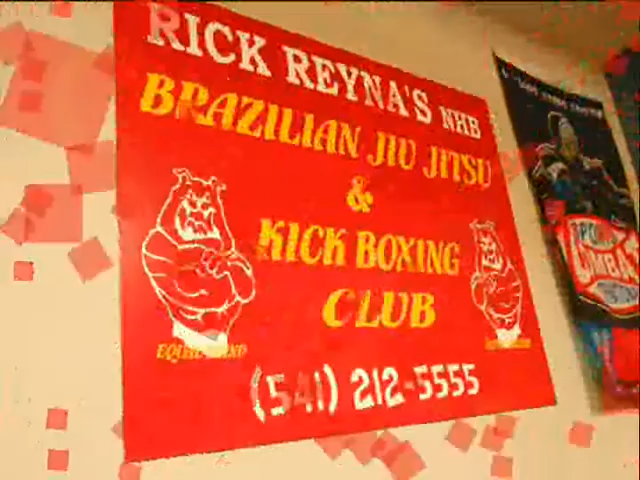 RICK REYNA'S NHB
BRAZILIAN JIU JITSU
&
KICK BOXING
CLUB
(541) 212-5555